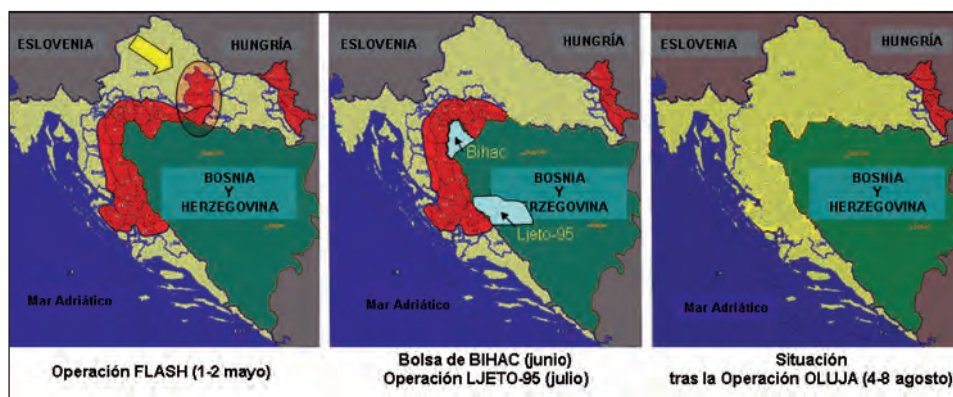 ESLOVENIA
HUNGRÍA
BOSNIA
Y
HERZEGOVINA
Mar Adriático
Operación FLASH (1-2 mayo)
ESLOVENIA
HUNGRÍA
Bihac
BOSNIA
Y
HERZEGOVINA
Ljeto-95
Mar Adriático
Bolsa de BIHAC (junio)
Operación LJETO-95 (julio)
ESLOVENIA
HUNGRÍA
BOSNIA
Y
HERZEGOVINA
Mar Adriático
Situación
tras la Operación OLUJA (4-8 agosto)